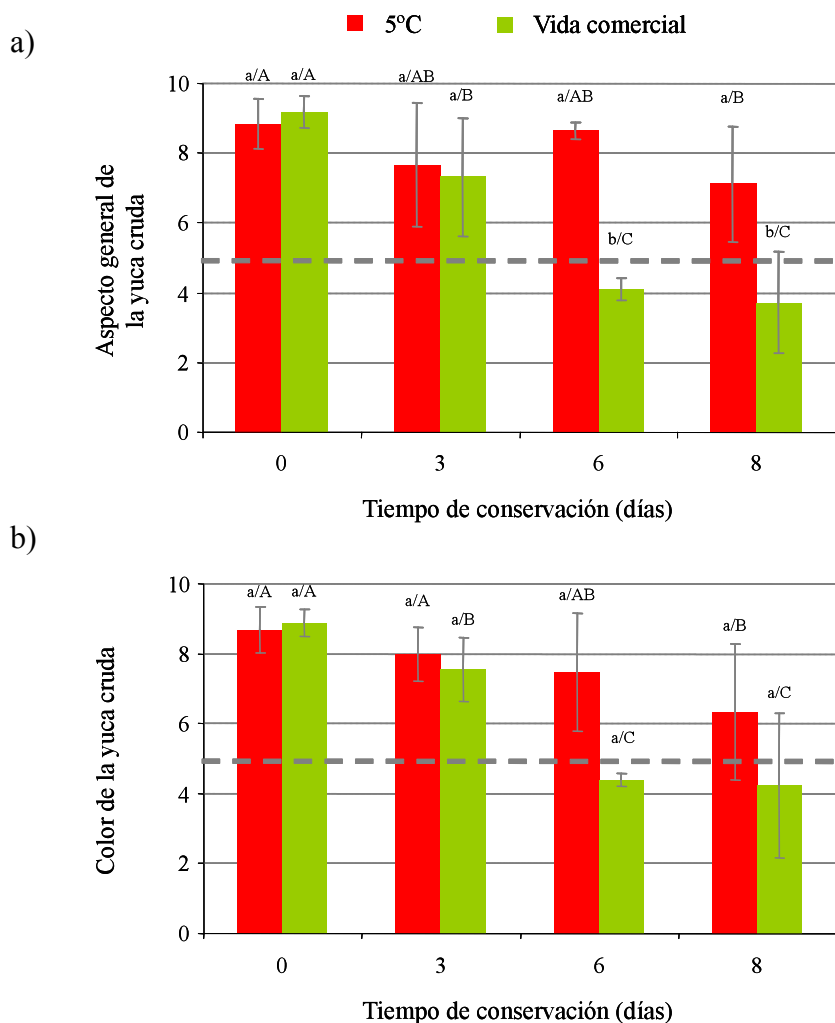 5ºC Vida comercial
a)
10
8
6
4
2
0
a/A a/A a/AB a/B a/AB b/C a/B b/C
Aspecto general de
la yuca cruda
0 3 6 8
Tiempo de conservación (días)
b)
10
8
6
4
2
0
a/A a/A a/A a/B a/AB a/C a/B a/C
Color de la yuca cruda
0 3 6 8
Tiempo de conservación (días)